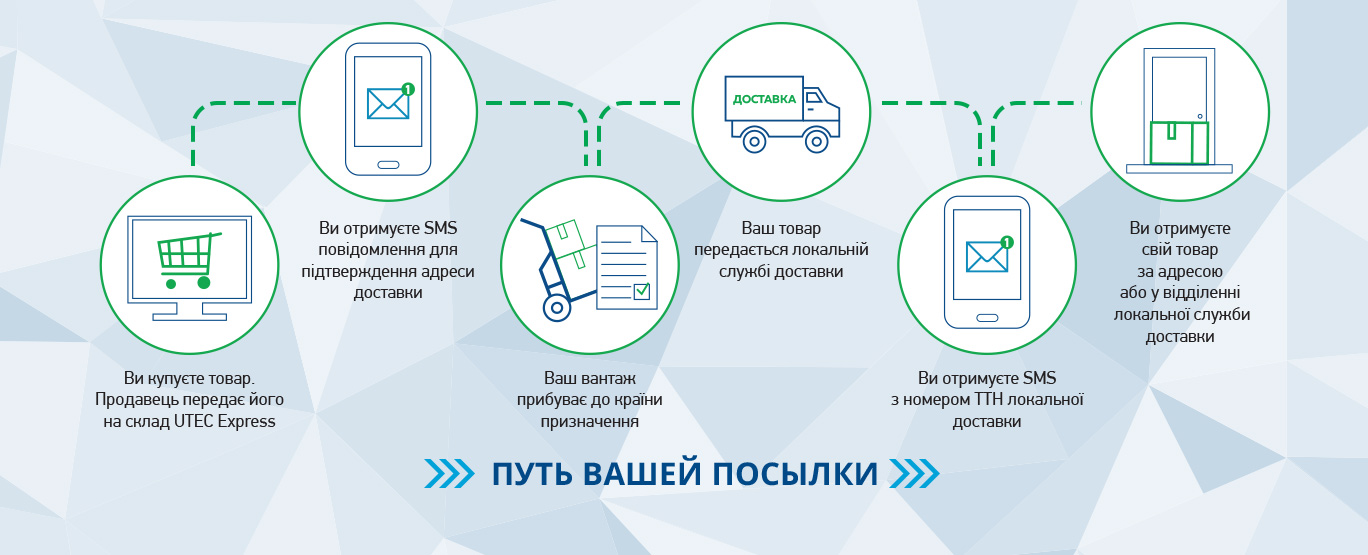 Ви купуєте товар.
Продавець передає його
на склад UTEC Express
1
Ви отримуєте SMS
повідомлення для
підтверждення адреси
доставки
Ваш вантаж
прибуває до країни
призначення
ДОСТАВКА
Ваш товар
передається локальній
службі доставки
1
Ви отримуєте SMS
з номером ТТН локальної
доставки
Ви отримуєте
свій товар
за адресою
або у відділенні
локальної служби
доставки
ПУТЬ ВАШЕЙ ПОСЫЛКИ